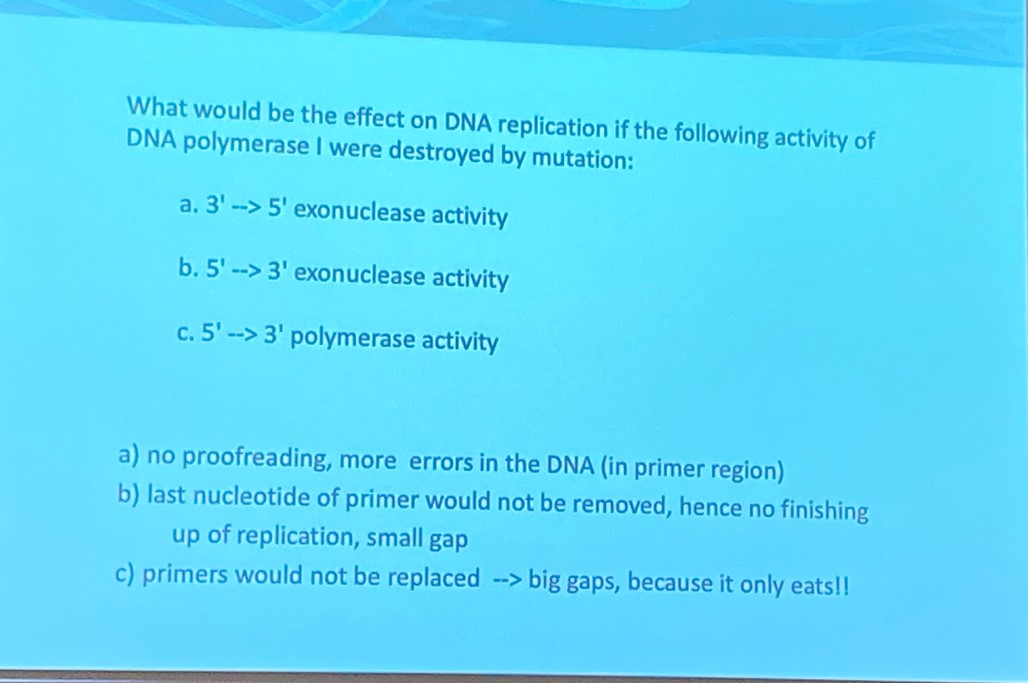 What would be the effect on DNA replication if the following activity of
DNA polymerase I were destroyed by mutation:
a. 3' --> 5' exonuclease activity
b. 5' --> 3' exonuclease activity
c. 5' --> 3' polymerase activity
a) no proofreading, more errors in the DNA (in primer region)
b) last nucleotide of primer would not be removed, hence no finishing
up of replication, small gap
c) primers would not be replaced --> big gaps, because it only eats!!